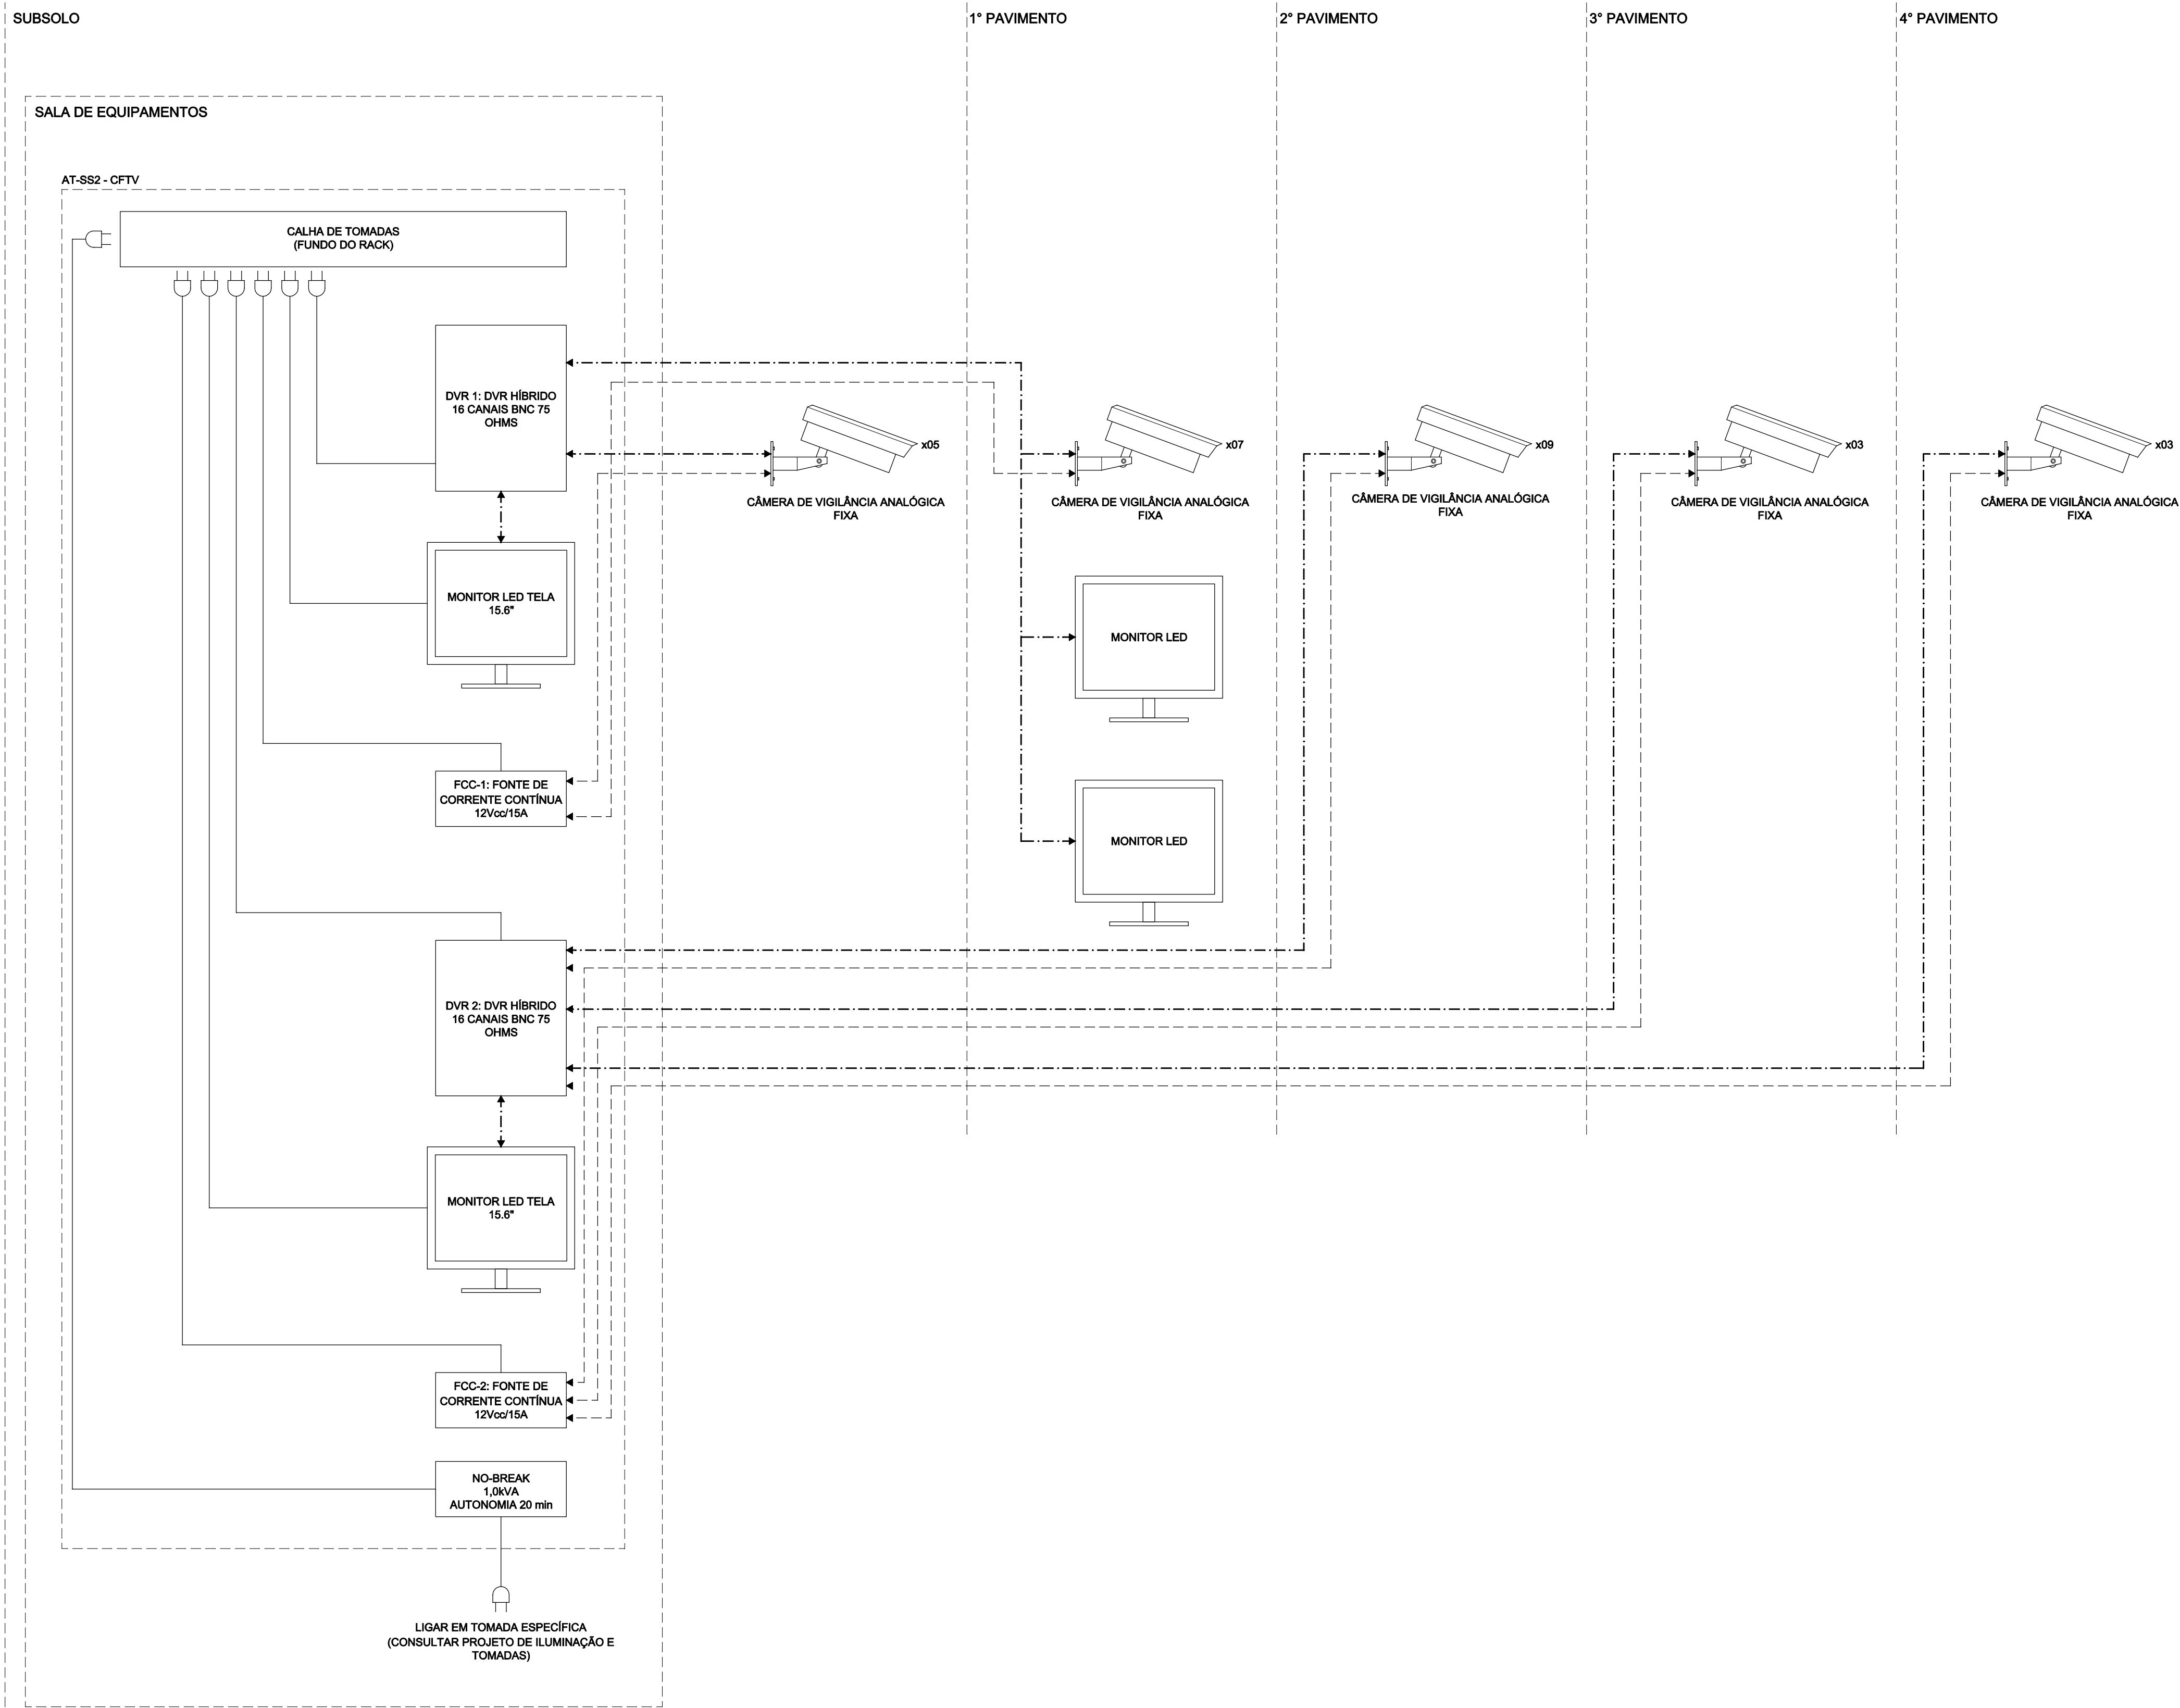 SUBSOLO
1° PAVIMENTO
2° PAVIMENTO
3° PAVIMENTO
4° PAVIMENTO
SALA DE EQUIPAMENTOS
AT-SS2 - CFTV
CALHA DE TOMADAS
(FUNDO DO RACK)
DVR 1: DVR HÍBRIDO
16 CANAIS BNC 75
OHMS
x05
CÂMERA DE VIGILÂNCIA ANALÓGICA
FIXA
x07
CÂMERA DE VIGILÂNCIA ANALÓGICA
FIXA
x09
CÂMERA DE VIGILÂNCIA ANALÓGICA
FIXA
x03
CÂMERA DE VIGILÂNCIA ANALÓGICA
FIXA
x03
CÂMERA DE VIGILÂNCIA ANALÓGICA
FIXA
MONITOR LED TELA
15.6"
MONITOR LED
FCC-1: FONTE DE
CORRENTE CONTÍNUA
12Vcc/15A
MONITOR LED
DVR 2: DVR HÍBRIDO
16 CANAIS BNC 75
OHMS
MONITOR LED TELA
15.6"
FCC-2: FONTE DE
CORRENTE CONTÍNUA
12Vcc/15A
NO-BREAK
1,0kVA
AUTONOMIA 20 min
LIGAR EM TOMADA ESPECÍFICA
(CONSULTAR PROJETO DE ILUMINAÇÃO E
TOMADAS)